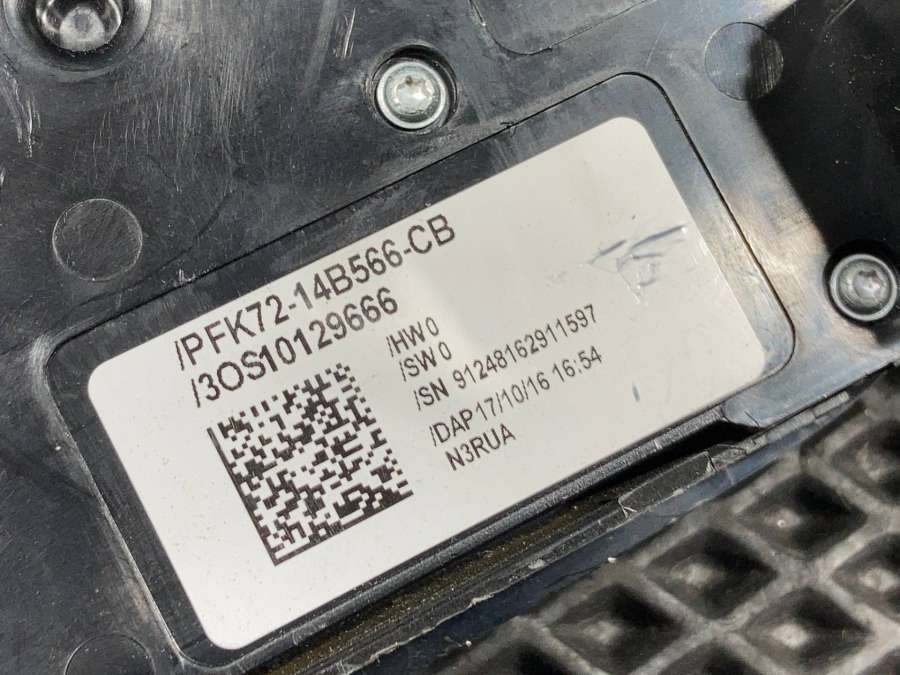 /PFK72-14B566-CB
/3OS10129666
/HW 0
/SW 0
/SN 91248162911597
/DAP 17/10/16 16:54
N3RUA